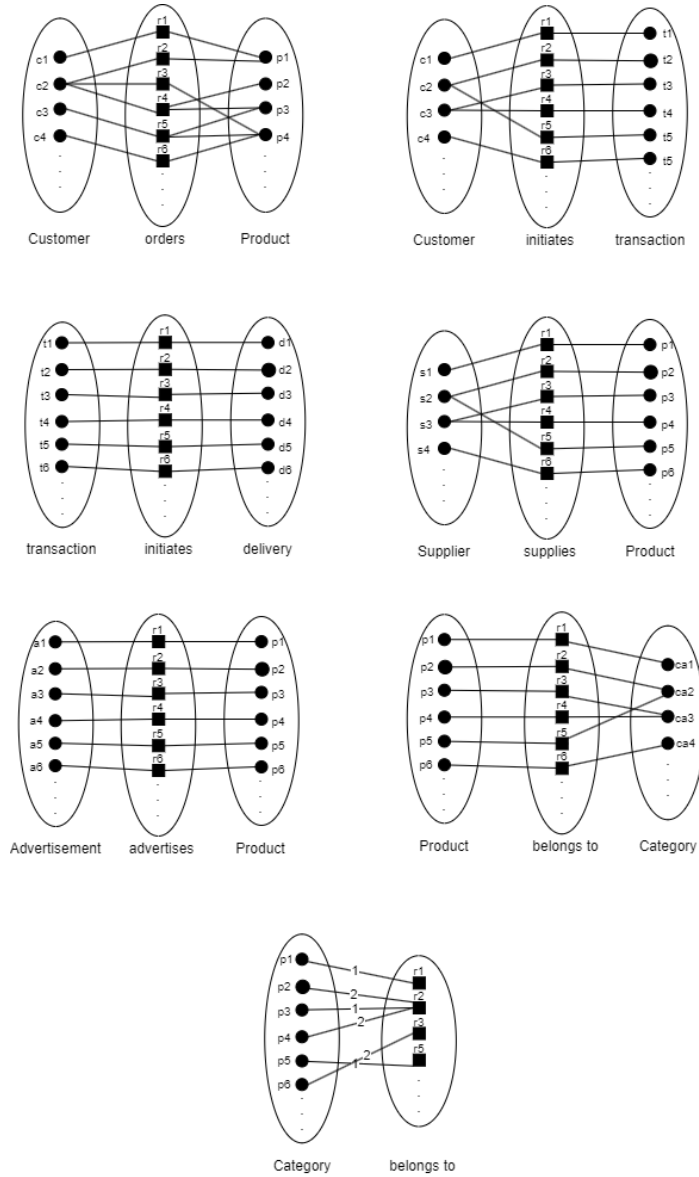 r1
c1 r2 p1
c2 r3 p2
c3 r4 p3
c4 r5 p4
r6
Customer orders Product
r1 t1
c1 r2 t2
c2 r3 t3
c3 r4 t4
c4 r5 t5
r6 t5
Customer initiates transaction
t1 r1 d1
t2 r2 d2
t3 r3 d3
t4 r4 d4
t5 r5 d5
t6 r6 d6
transaction initiates delivery
r1 p1
s1 r2 p2
s2 r3 p3
s3 r4 p4
s4 r5 p5
r6 p6
Supplier supplies Product
a1 r1 p1
a2 r2 p2
a3 r3 p3
a4 r4 p4
a5 r5 p5
a6 r6 p6
Advertisement advertises Product
p1 r1 ca1
p2 r2 ca2
p3 r3 ca3
p4 r4 ca4
p5 r5
p6 r6
Product belongs to Category
p1 1 r1
p2 2 r2
p3 1 r3
p4 2 r5
p5 1
p6 2
Category belongs to